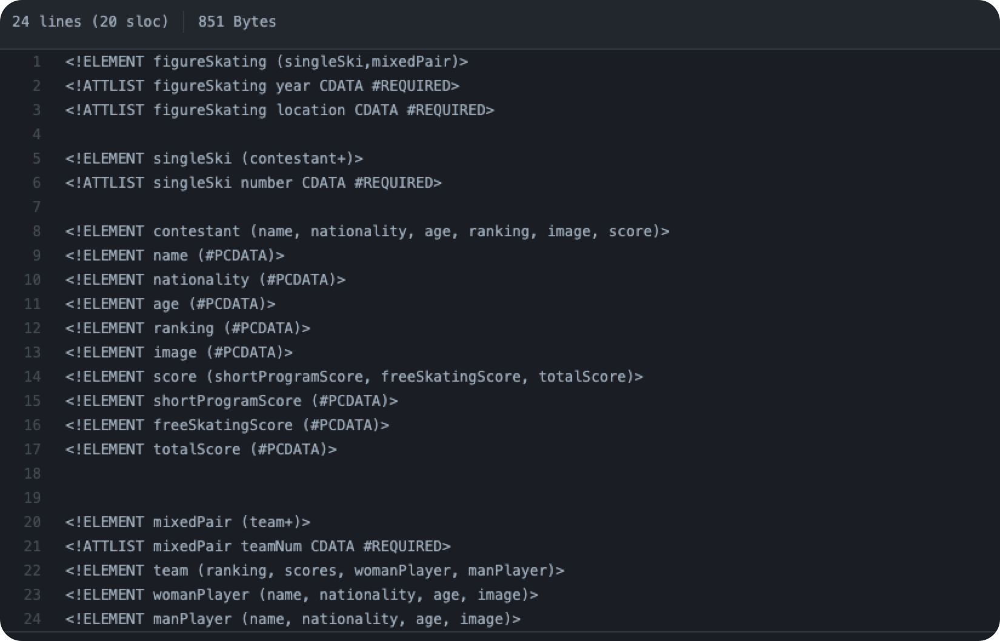 24 lines (20 sloc) 851 Bytes
1 <!ELEMENT figureSkating (singleSki,mixedPair)>
2 <!ATTLIST figureSkating year CDATA #REQUIRED>
3 <!ATTLIST figureSkating location CDATA #REQUIRED>
4
5 <!ELEMENT singleSki (contestant+)>
6 <!ATTLIST singleSki number CDATA #REQUIRED>
7
8 <!ELEMENT contestant (name, nationality, age, ranking, image, score)>
9 <!ELEMENT name (#PCDATA)>
10 <!ELEMENT nationality (#PCDATA)>
11 <!ELEMENT age (#PCDATA)>
12 <!ELEMENT ranking (#PCDATA)>
13 <!ELEMENT image (#PCDATA)>
14 <!ELEMENT score (shortProgramScore, freeSkatingScore, totalScore)>
15 <!ELEMENT shortProgramScore (#PCDATA)>
16 <!ELEMENT freeSkatingScore (#PCDATA)>
17 <!ELEMENT totalScore (#PCDATA)>
18
19
20 <!ELEMENT mixedPair (team+)>
21 <!ATTLIST mixedPair teamNum CDATA #REQUIRED>
22 <!ELEMENT team (ranking, scores, womanPlayer, manPlayer)>
23 <!ELEMENT womanPlayer (name, nationality, age, image)>
24 <!ELEMENT manPlayer (name, nationality, age, image)>